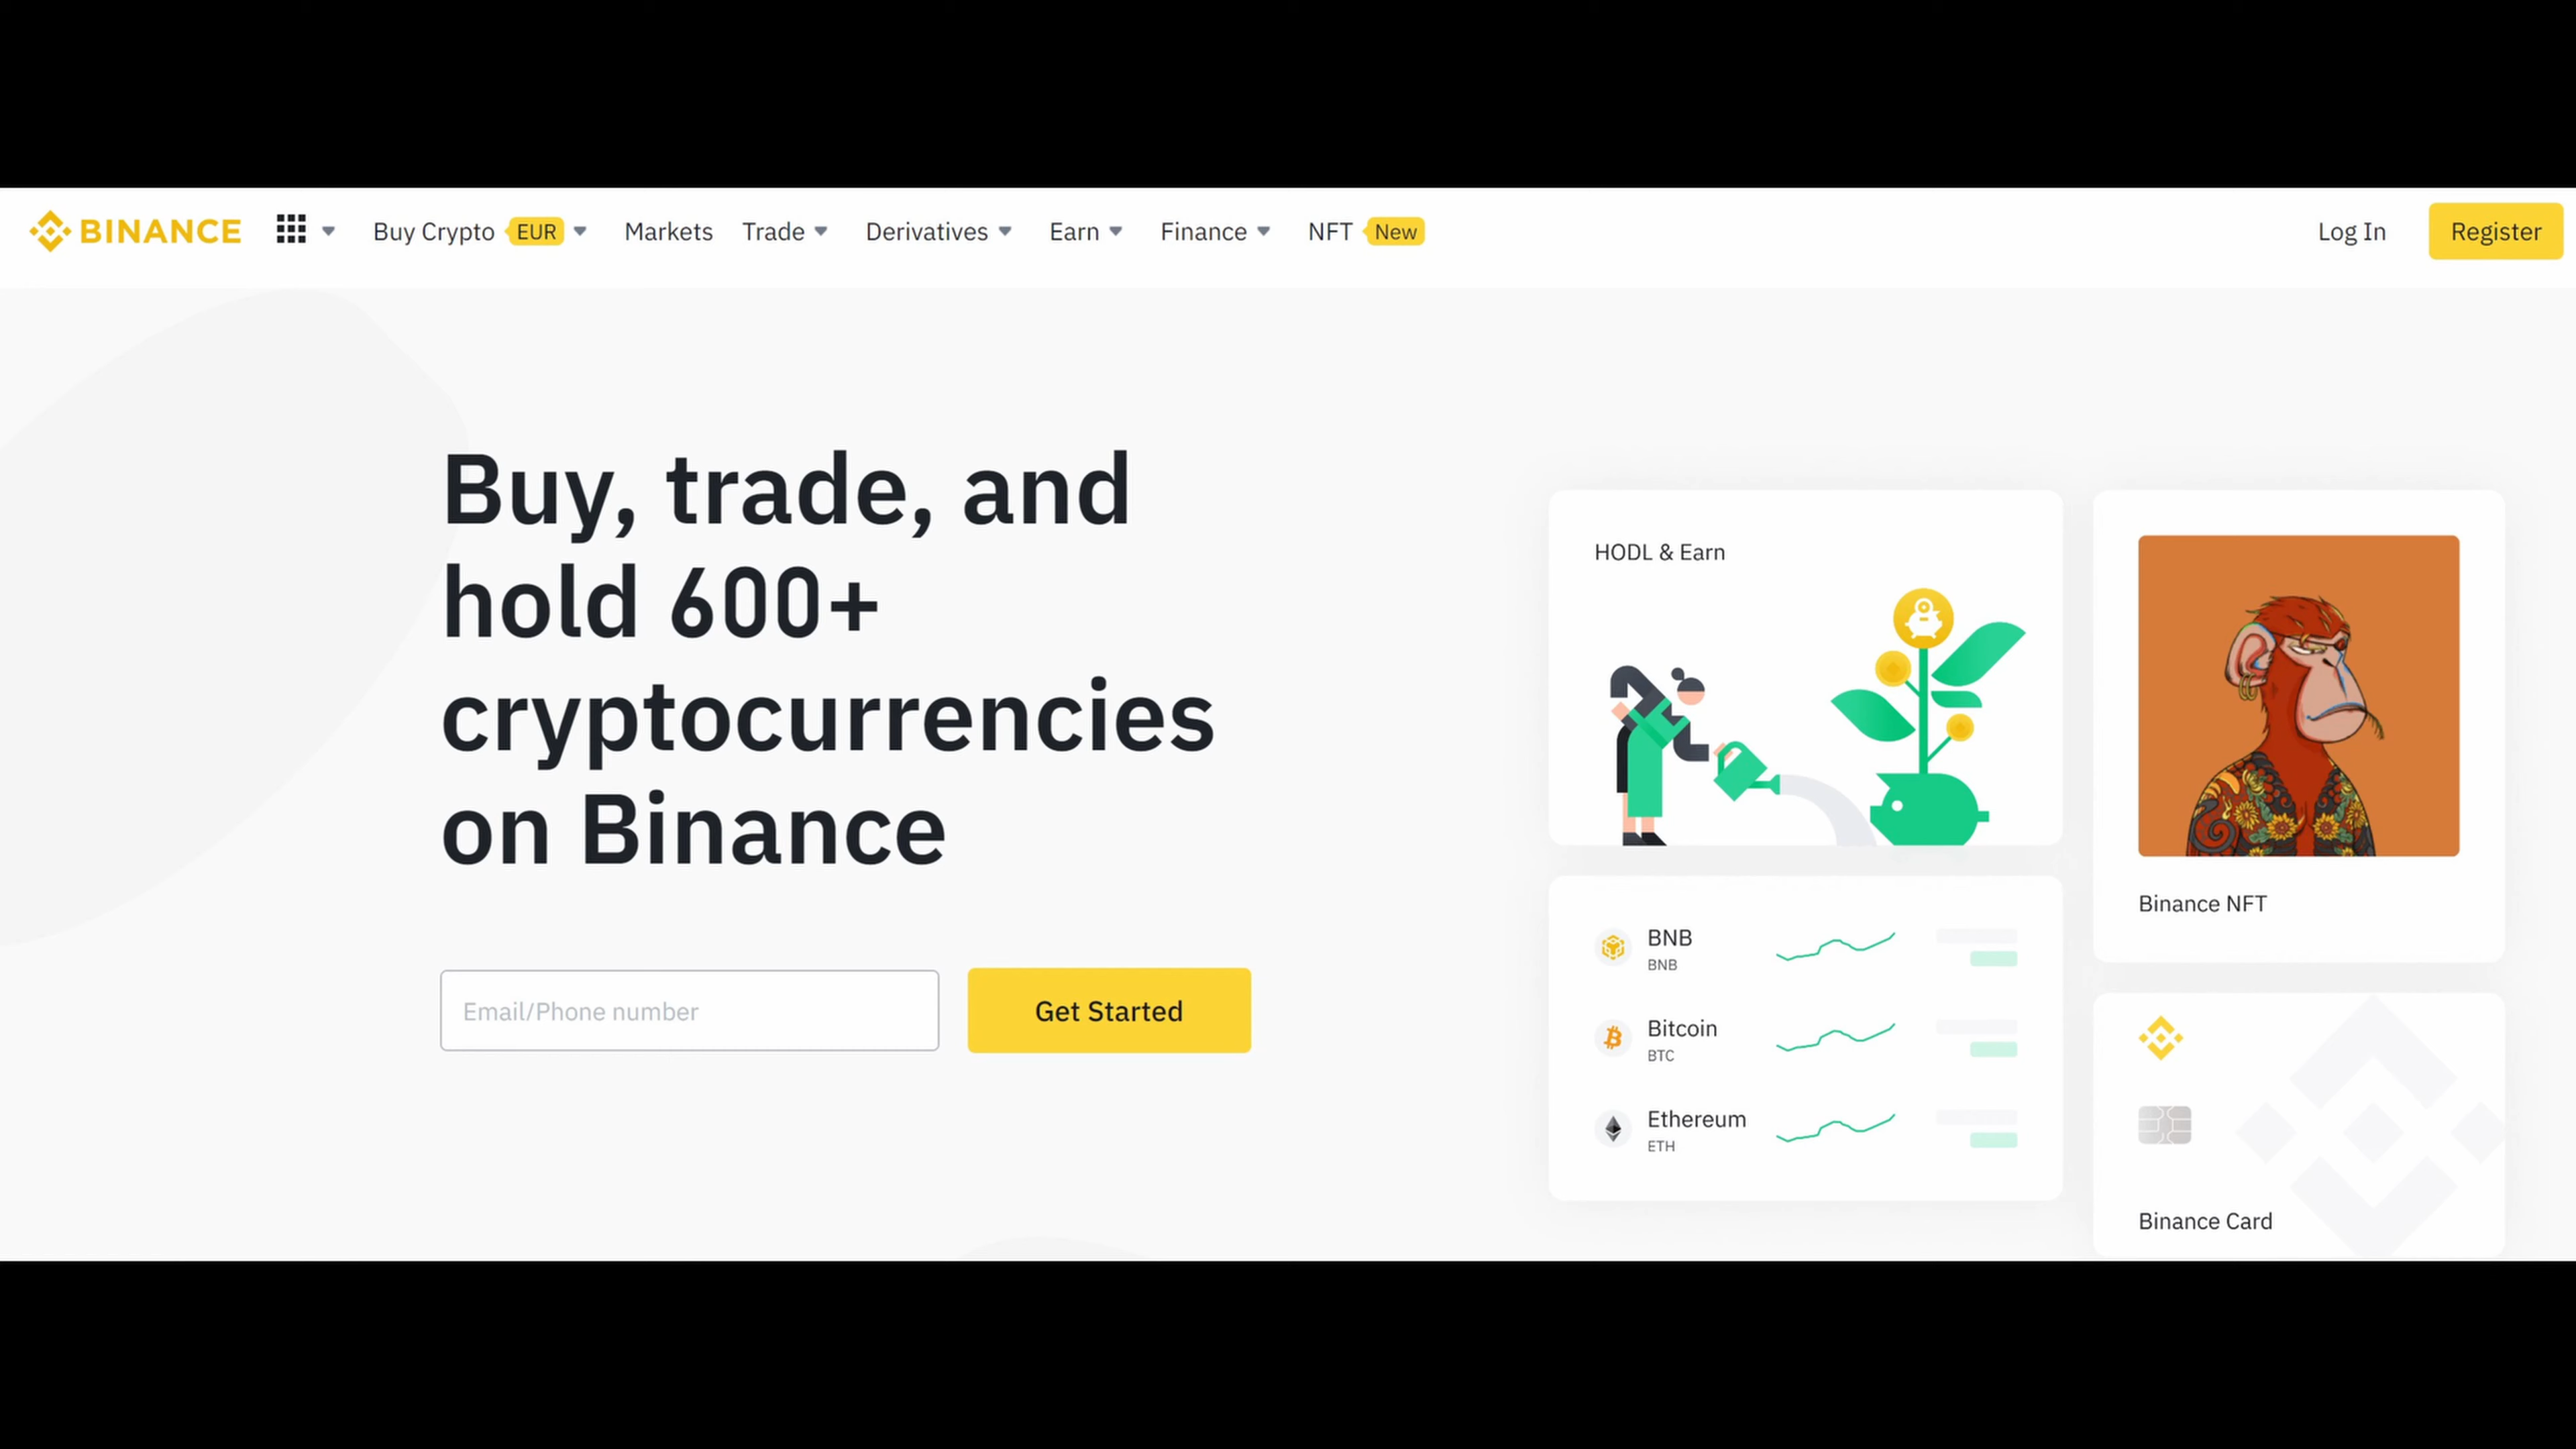 BINANCE
Buy Crypto EUR
Markets
Trade
Derivatives
Earn
Finance
NFT New
Log In
Register
Buy, trade, and
hold 600+
cryptocurrencies
on Binance
Email/Phone number
Get Started
HODL & Earn
BNB
BNB
Bitcoin
BTC
Ethereum
ETH
Binance NFT
Binance Card